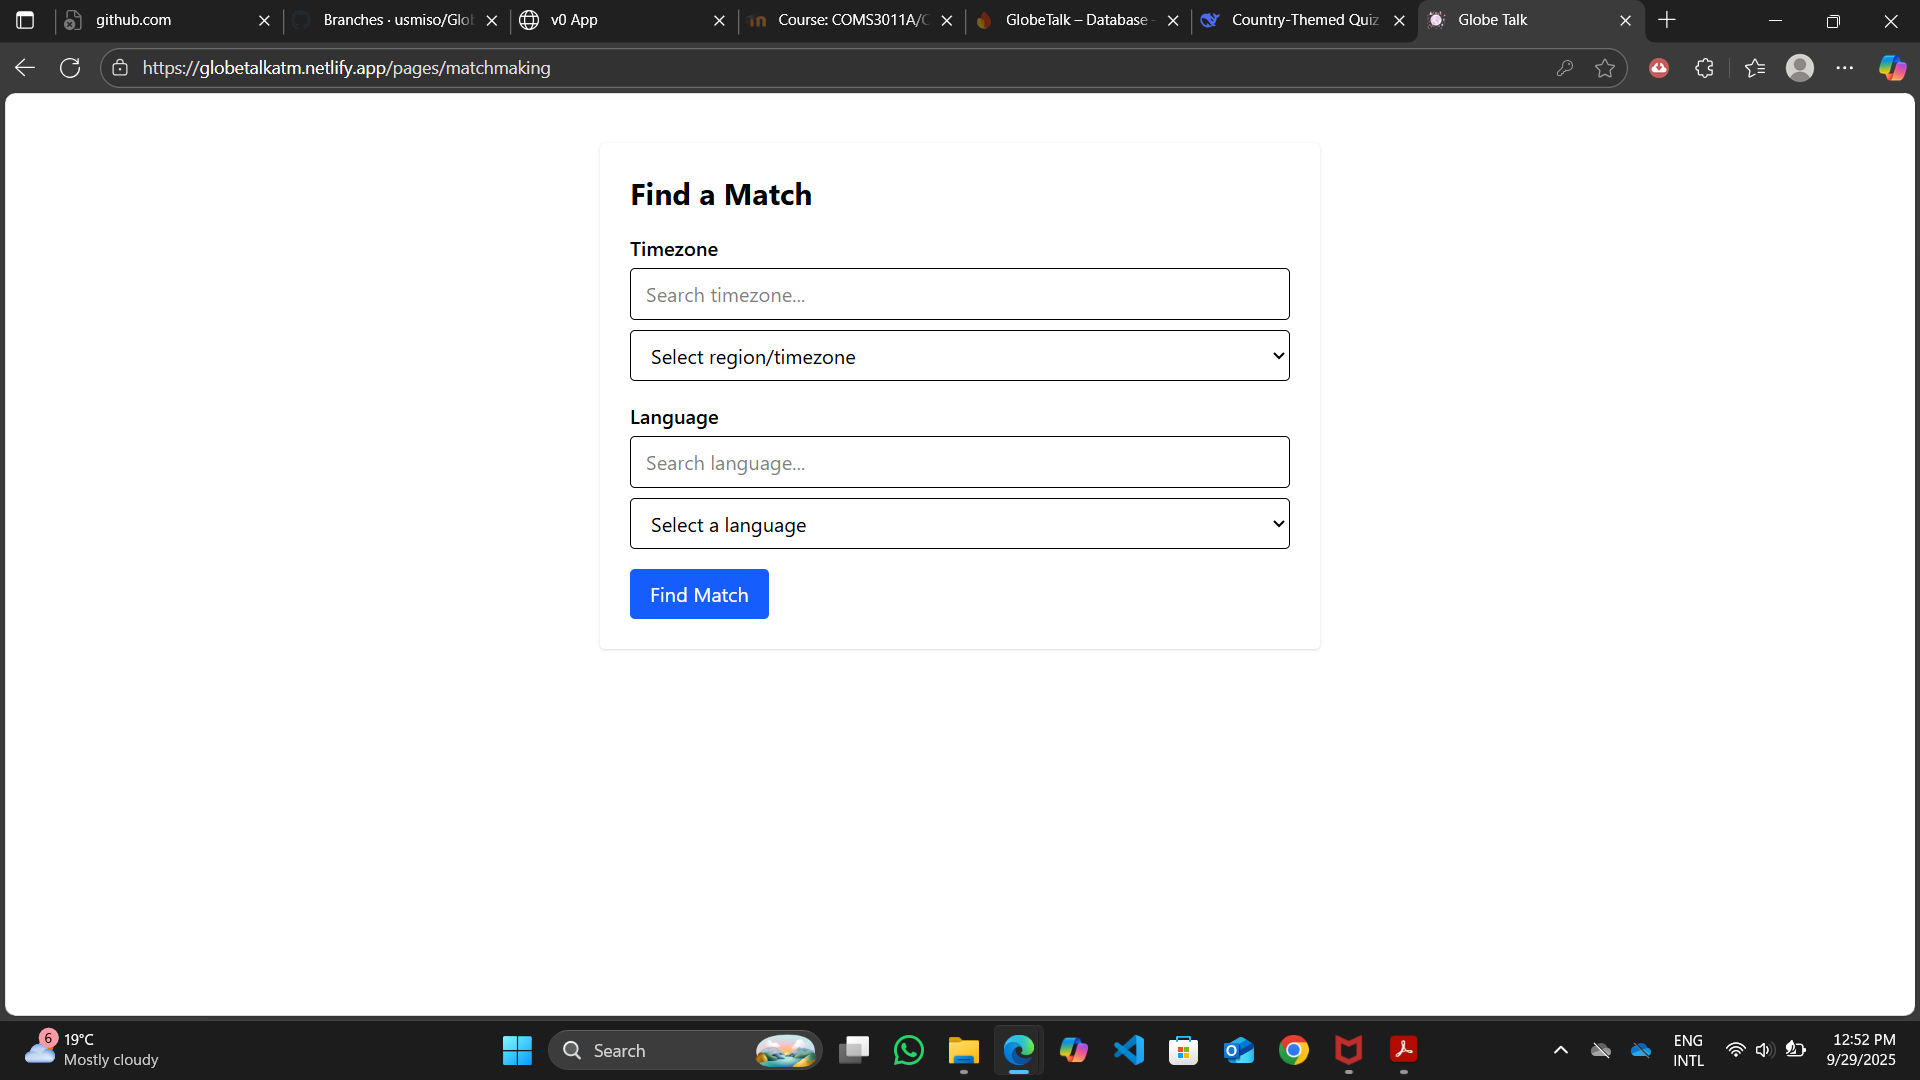 github.com
Branches · usmiso/Glo
v0 App
Course: COMS3011A/C
GlobeTalk – Database
Country-Themed Quiz
Globe Talk
https://globetalkatm.netlify.app/pages/matchmaking
Find a Match
Timezone
Search timezone...
Select region/timezone
Language
Search language...
Select a language
Find Match
6
19°C
Mostly cloudy
Search
ENG
INTL
12:52 PM
9/29/2025